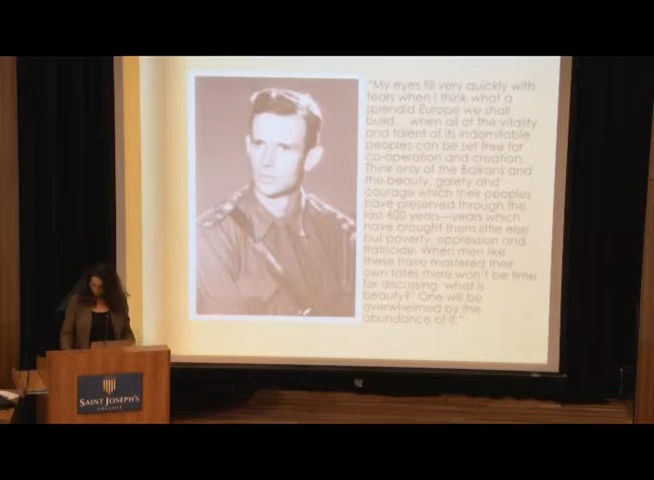 "My eyes fill very quickly with
tears when I think what a
splendid Europe we shall
build... when all of the vitality
and talent of its indomitable
peoples can be set free for
co-operation and creation.
Think only of the Balkans and
the beauty, gaiety and
courage which their peoples
have preserved through the
last 600 years—years which
have brought them little else
but poverty, oppression and
fratricide. When men like
these have mastered their
own fates there won't be time
for discussing 'what is
beauty?' One will be
overwhelmed by the
abundance of it."
SAINT JOSEPH'S
COLLEGE